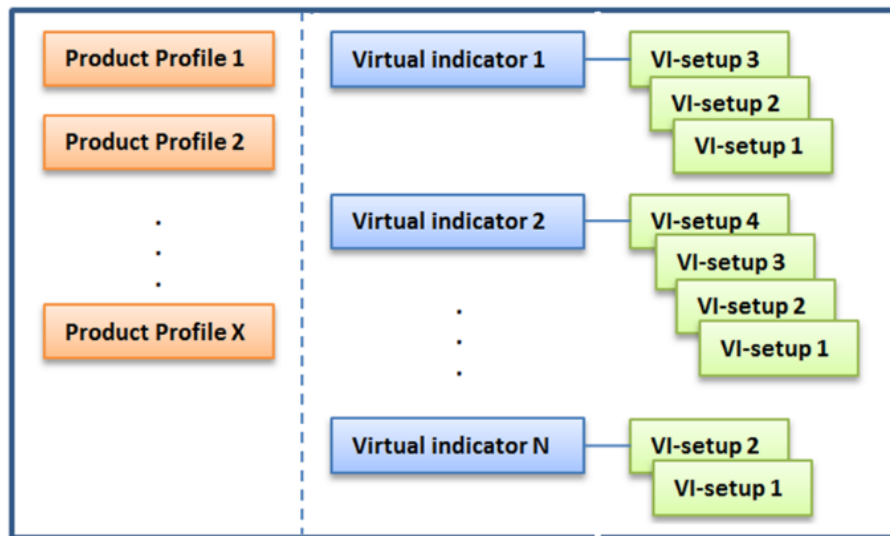 Product Profile 1
Product Profile 2
.
.
.
Product Profile X
Virtual indicator 1
VI-setup 3
VI-setup 2
VI-setup 1
Virtual indicator 2
VI-setup 4
VI-setup 3
VI-setup 2
VI-setup 1
.
.
.
Virtual indicator N
VI-setup 2
VI-setup 1